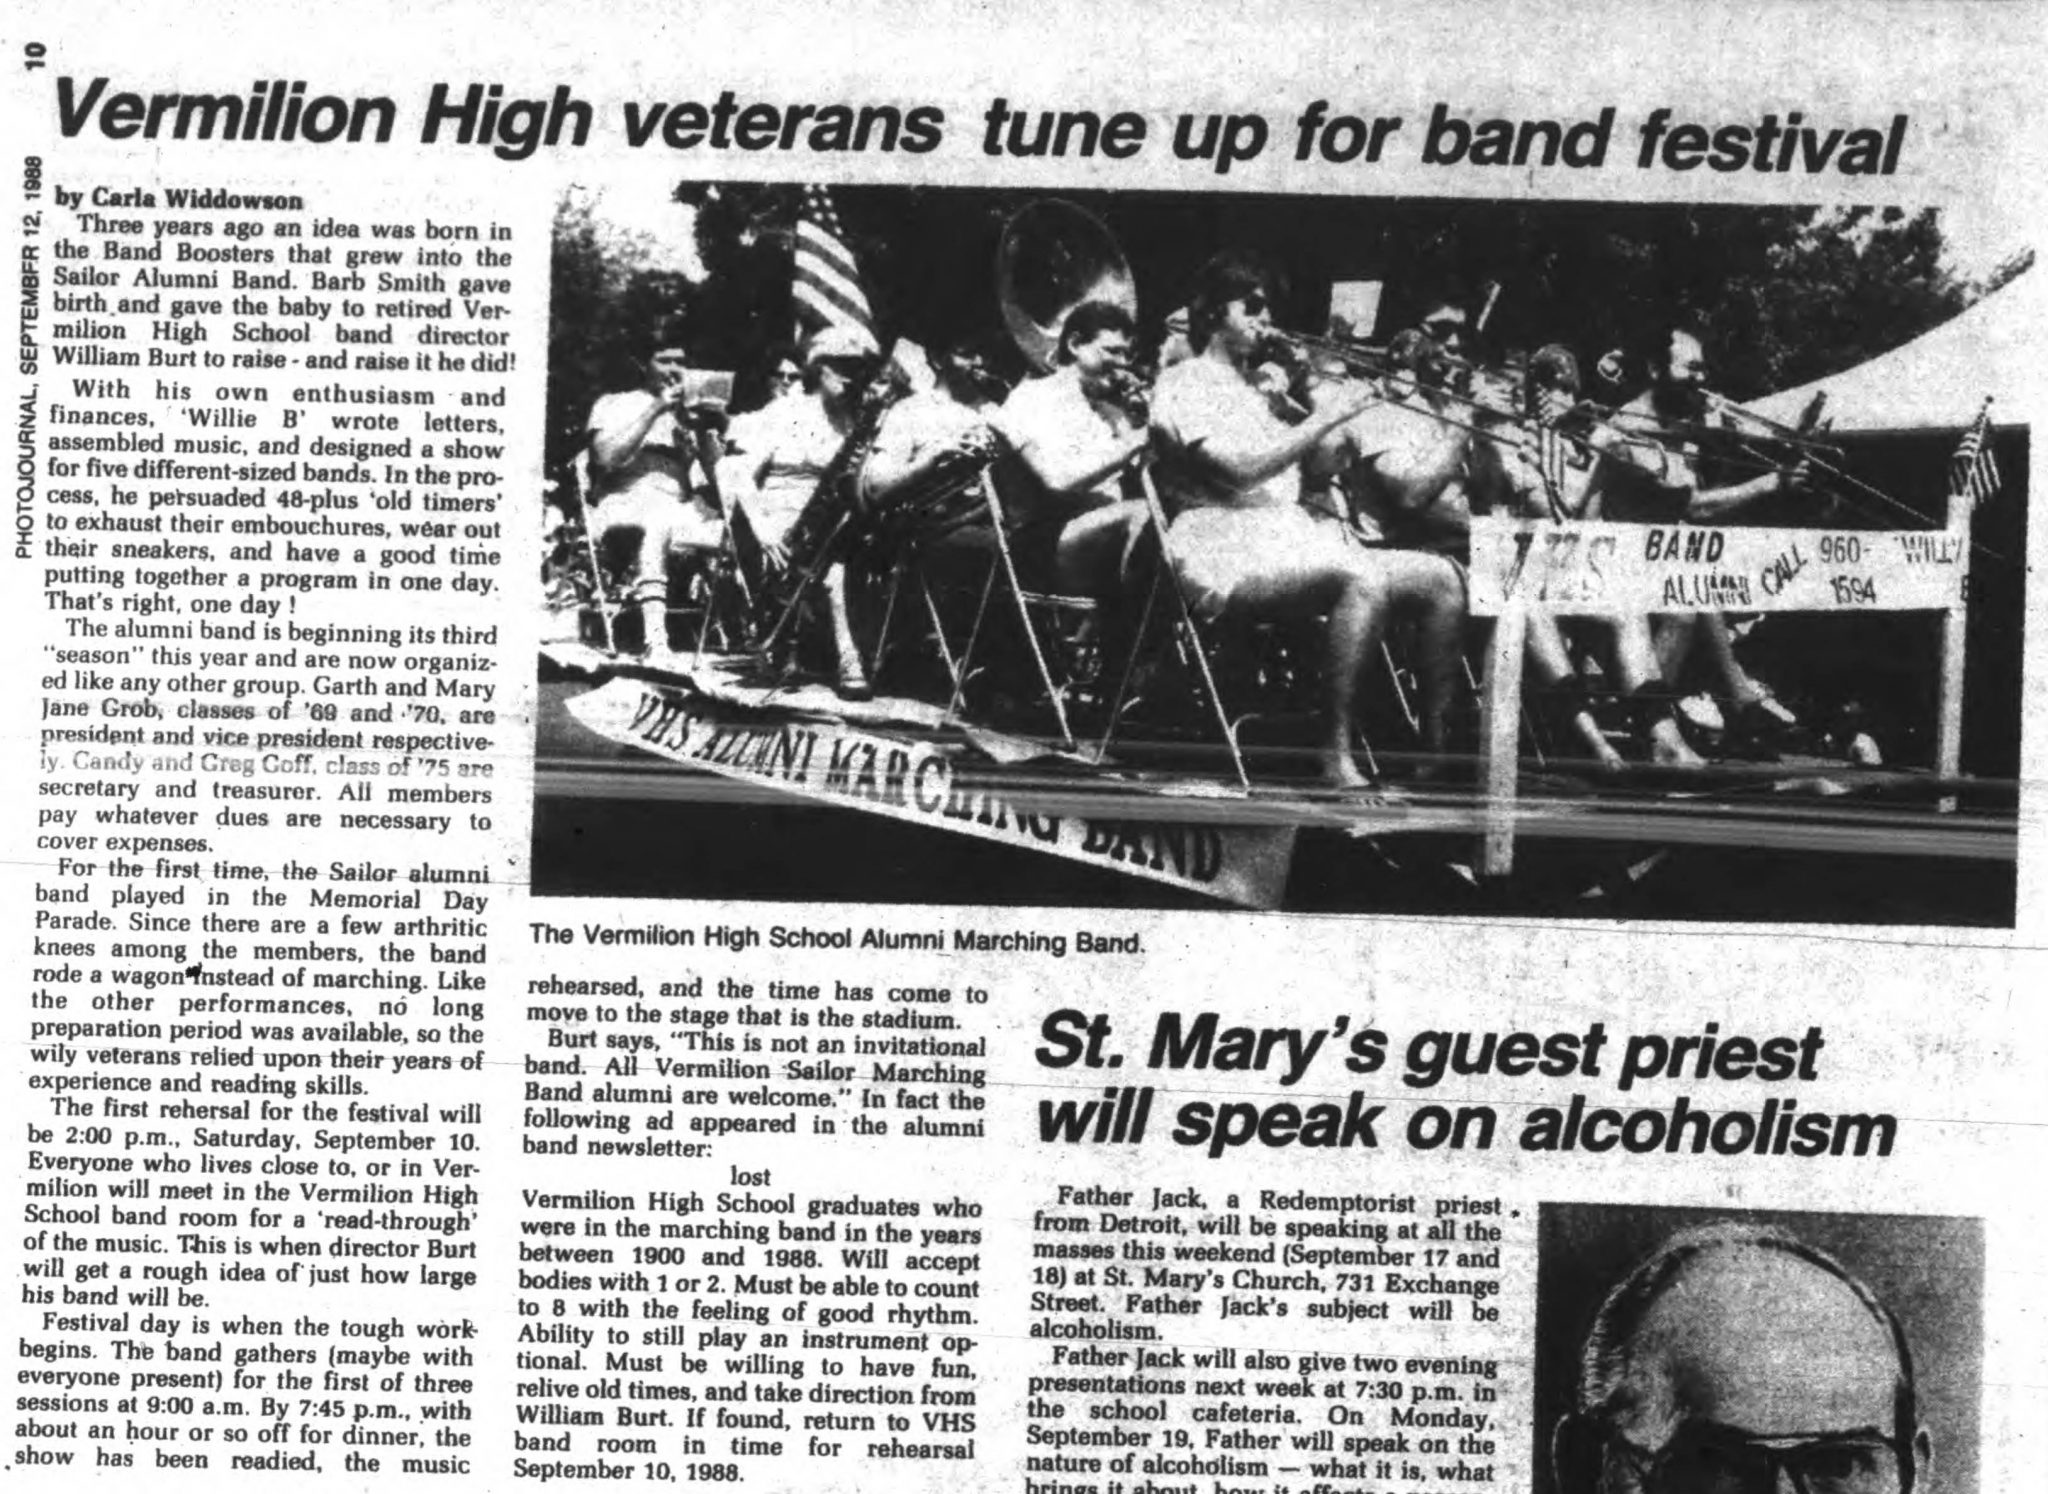 10
PHOTOJOURNAL, SEPTEMBER 12, 1988
Vermilion High veterans tune up for band festival
by Carla Widdowson
Three years ago an idea was born in
the Band Boosters that grew into the
Sailor Alumni Band. Barb Smith gave
birth and gave the baby to retired Ver-
milion High School band director
William Burt to raise - and raise it he did!
With his own enthusiasm and
finances, 'Willie B' wrote letters,
assembled music, and designed a show
for five different-sized bands. In the pro-
cess, he persuaded 48-plus 'old timers'
to exhaust their embouchures, wear out
their sneakers, and have a good time
putting together a program in one day.
That's right, one day !
The alumni band is beginning its third
"season" this year and are now organiz-
ed like any other group. Garth and Mary
Jane Grob, classes of '69 and '70, are
president and vice president respective-
ly. Candy and Greg Goff, class of '75 are
secretary and treasurer. All members
pay whatever dues are necessary to
cover expenses.
For the first time, the Sailor alumni
band played in the Memorial Day
Parade. Since there are a few arthritic
knees among the members, the band
rode a wagon instead of marching. Like
the other performances, no long
preparation period was available, so the
wily veterans relied upon their years of
experience and reading skills.
The first rehersal for the festival will
be 2:00 p.m., Saturday, September 10.
Everyone who lives close to, or in Ver-
milion will meet in the Vermilion High
School band room for a 'read-through'
of the music. This is when director Burt
will get a rough idea of just how large
his band will be.
Festival day is when the tough work
begins. The band gathers (maybe with
everyone present) for the first of three
sessions at 9:00 a.m. By 7:45 p.m., with
about an hour or so off for dinner, the
show has been readied, the music
VHS BAND ALUMNI CALL 960-1594 'WILLY
VHS ALUMNI MARCHING BAND
The Vermilion High School Alumni Marching Band.
rehearsed, and the time has come to
move to the stage that is the stadium.
Burt says, "This is not an invitational
band. All Vermilion Sailor Marching
Band alumni are welcome." In fact the
following ad appeared in the alumni
band newsletter:
lost
Vermilion High School graduates who
were in the marching band in the years
between 1900 and 1988. Will accept
bodies with 1 or 2. Must be able to count
to 8 with the feeling of good rhythm.
Ability to still play an instrument op-
tional. Must be willing to have fun,
relive old times, and take direction from
William Burt. If found, return to VHS
band room in time for rehearsal
September 10, 1988.
St. Mary's guest priest
will speak on alcoholism
Father Jack, a Redemptorist priest
from Detroit, will be speaking at all the
masses this weekend (September 17 and
18) at St. Mary's Church, 731 Exchange
Street. Father Jack's subject will be
alcoholism.
Father Jack will also give two evening
presentations next week at 7:30 p.m. in
the school cafeteria. On Monday,
September 19, Father will speak on the
nature of alcoholism — what it is, what
brings it about, how it